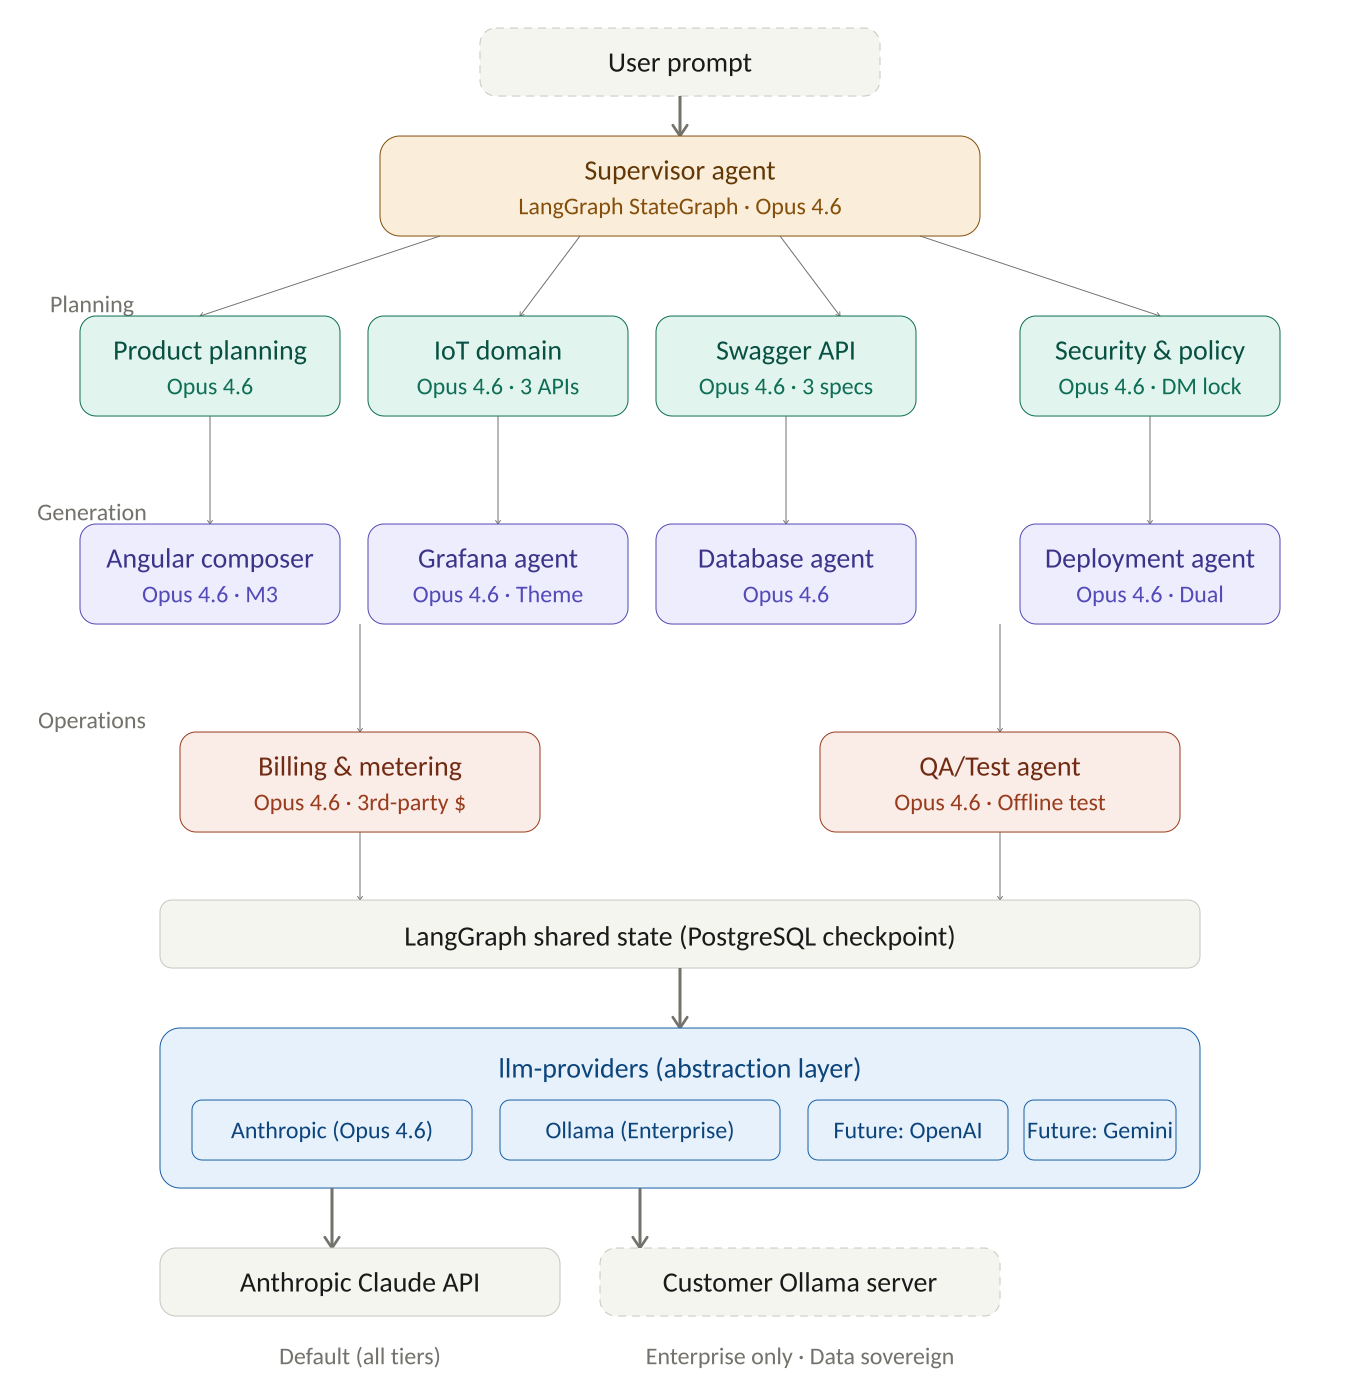 User prompt
Supervisor agent
LangGraph StateGraph · Opus 4.6
Planning
Product planning
Opus 4.6
IoT domain
Opus 4.6 · 3 APIs
Swagger API
Opus 4.6 · 3 specs
Security & policy
Opus 4.6 · DM lock
Generation
Angular composer
Opus 4.6 · M3
Grafana agent
Opus 4.6 · Theme
Database agent
Opus 4.6
Deployment agent
Opus 4.6 · Dual
Operations
Billing & metering
Opus 4.6 · 3rd-party $
QA/Test agent
Opus 4.6 · Offline test
LangGraph shared state (PostgreSQL checkpoint)
llm-providers (abstraction layer)
Anthropic (Opus 4.6)
Ollama (Enterprise)
Future: OpenAI
Future: Gemini
Anthropic Claude API
Customer Ollama server
Default (all tiers)
Enterprise only · Data sovereign